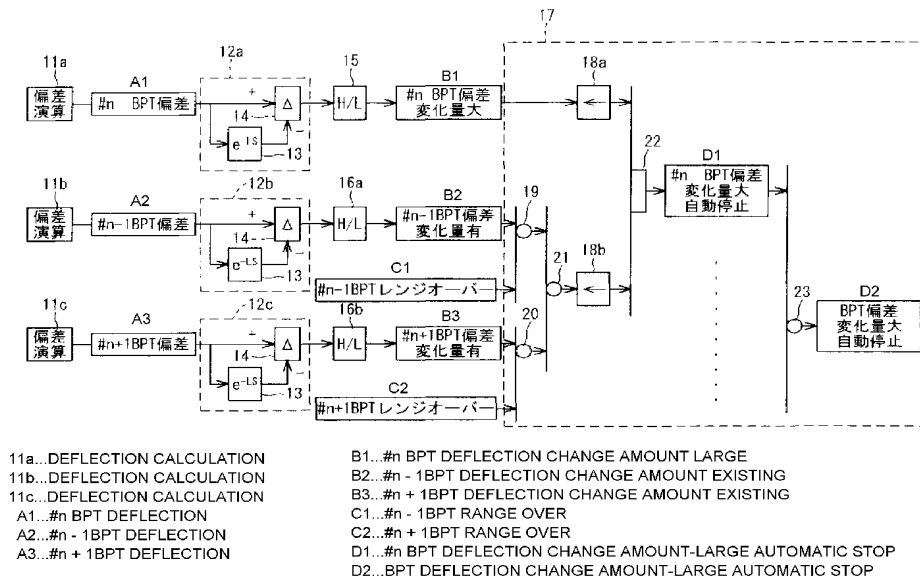 17
12a
18a
11a
A1
15
B1
偏差
演算
#n BPT偏差
+
Δ
−
14
e-LS
13
H/L
#n BPT偏差
変化量大
←
22
D1
#n BPT偏差
変化量大
自動停止
11b
A2
12b
16a
B2
19
偏差
演算
#n−1BPT偏差
+
Δ
−
14
e-LS
13
H/L
#n−1BPT偏差
変化量有
21
18b
←
C1
#n−1BPTレンジオーバー
11c
A3
12c
16b
B3
20
23
D2
偏差
演算
#n+1BPT偏差
+
Δ
−
14
e-LS
13
H/L
#n+1BPT偏差
変化量有
BPT偏差
変化量大
自動停止
C2
#n+1BPTレンジオーバー
11a...DEFLECTION CALCULATION
11b...DEFLECTION CALCULATION
11c...DEFLECTION CALCULATION
A1...#n BPT DEFLECTION
A2...#n - 1BPT DEFLECTION
A3...#n + 1BPT DEFLECTION
B1...#n BPT DEFLECTION CHANGE AMOUNT LARGE
B2...#n - 1BPT DEFLECTION CHANGE AMOUNT EXISTING
B3...#n + 1BPT DEFLECTION CHANGE AMOUNT EXISTING
C1...#n - 1BPT RANGE OVER
C2...#n + 1BPT RANGE OVER
D1...#n BPT DEFLECTION CHANGE AMOUNT-LARGE AUTOMATIC STOP
D2...BPT DEFLECTION CHANGE AMOUNT-LARGE AUTOMATIC STOP